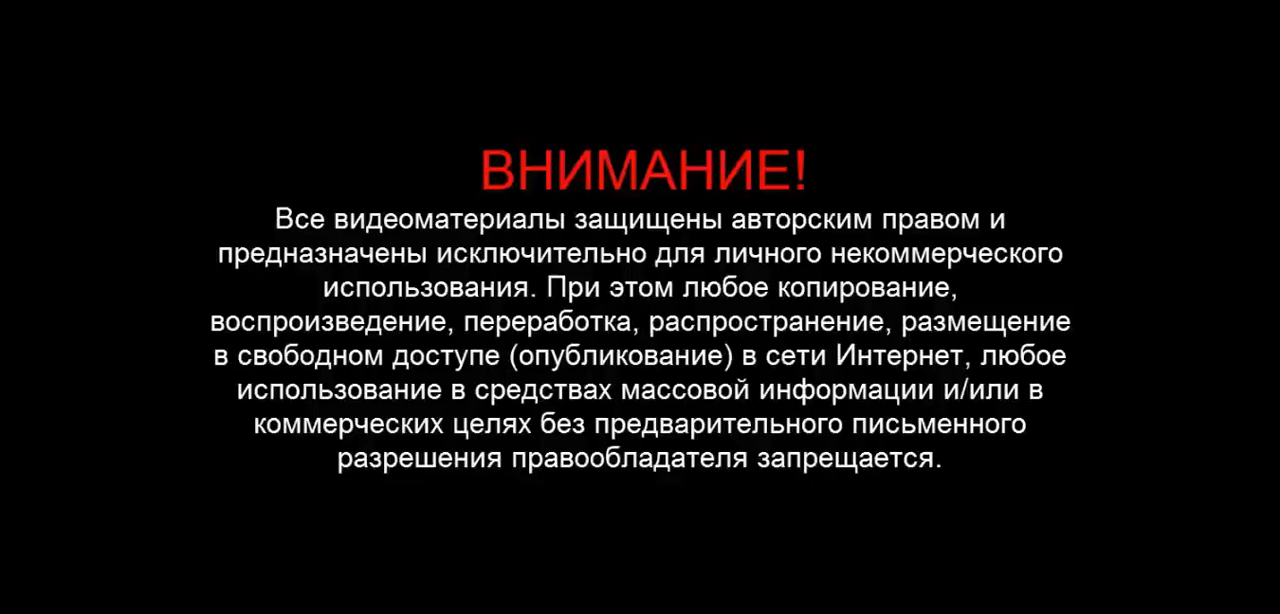 ВНИМАНИЕ!
Все видеоматериалы защищены авторским правом и
предназначены исключительно для личного некоммерческого
использования. При этом любое копирование,
воспроизведение, переработка, распространение, размещение
в свободном доступе (опубликование) в сети Интернет, любое
использование в средствах массовой информации и/или в
коммерческих целях без предварительного письменного
разрешения правообладателя запрещается.